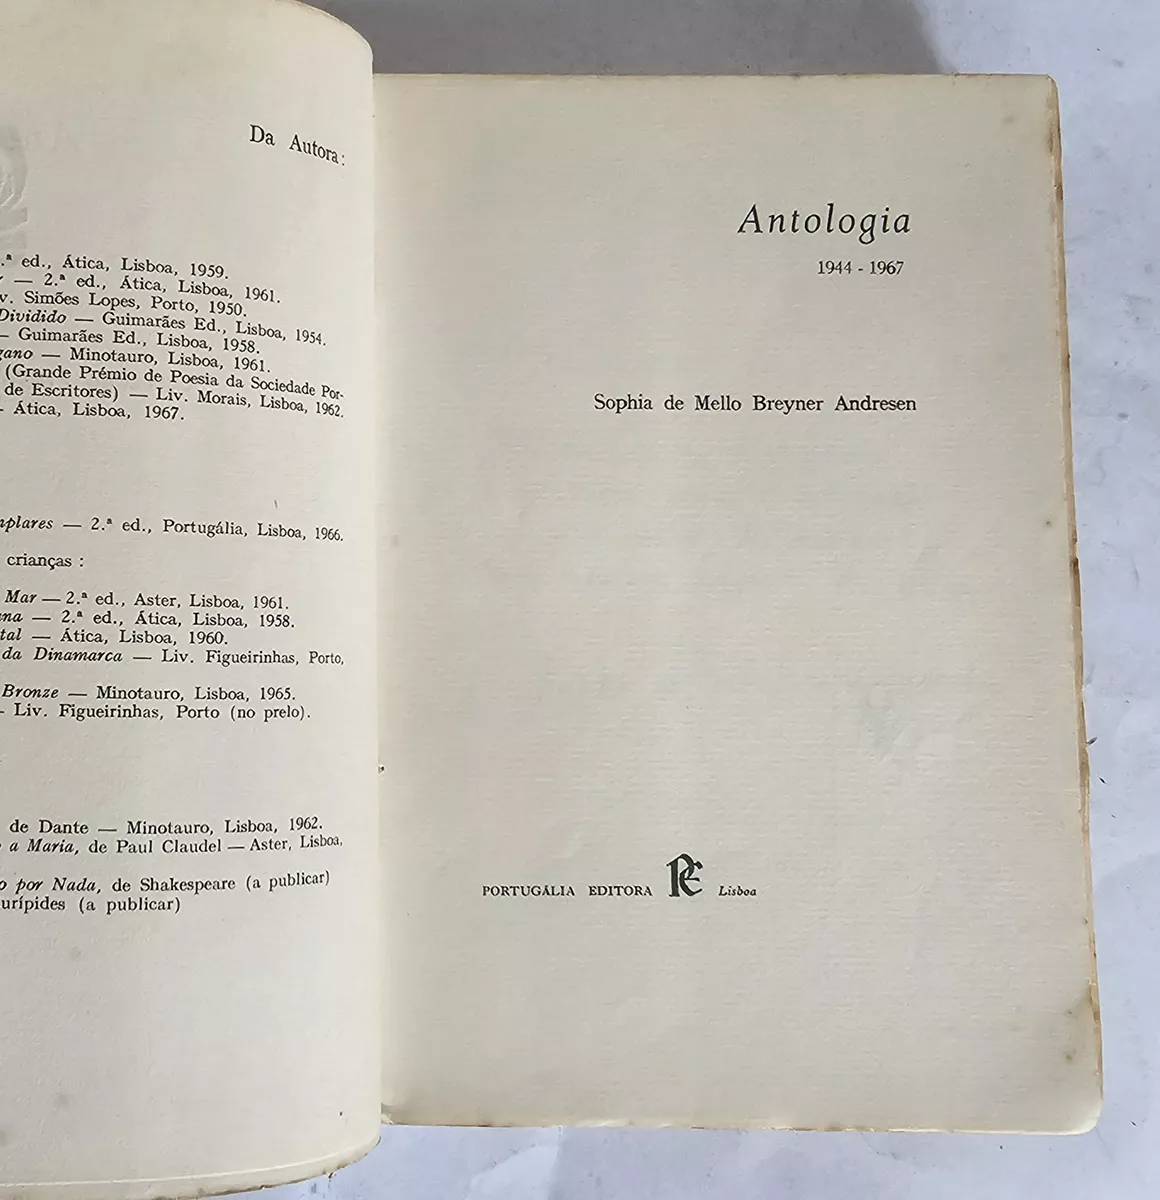 Da Autora:
.ª ed., Ática, Lisboa, 1959.
— 2.ª ed., Ática, Lisboa, 1961.
v. Simões Lopes, Porto, 1950.
Dividido — Guimarães Ed., Lisboa, 1954.
— Guimarães Ed., Lisboa, 1958.
gano — Minotauro, Lisboa, 1961.
(Grande Prémio de Poesia da Sociedade Por-
de Escritores) — Liv. Morais, Lisboa, 1962.
— Ática, Lisboa, 1967.
mplares — 2.ª ed., Portugália, Lisboa, 1966.
crianças :
Mar — 2.ª ed., Aster, Lisboa, 1961.
ana — 2.ª ed., Ática, Lisboa, 1958.
tal — Ática, Lisboa, 1960.
da Dinamarca — Liv. Figueirinhas, Porto,
Bronze — Minotauro, Lisboa, 1965.
- Liv. Figueirinhas, Porto (no prelo).
de Dante — Minotauro, Lisboa, 1962.
a Maria, de Paul Claudel — Aster, Lisboa,
o por Nada, de Shakespeare (a publicar)
urípides (a publicar)
Antologia
1944 - 1967
Sophia de Mello Breyner Andresen
PORTUGÁLIA EDITORA PE Lisboa